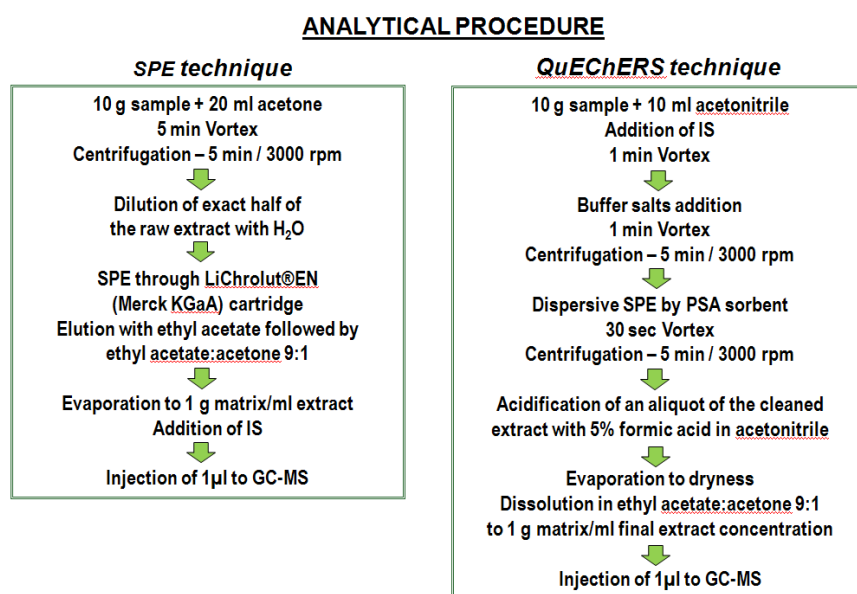 ANALYTICAL PROCEDURE
SPE technique
10 g sample + 20 ml acetone
5 min Vortex
Centrifugation – 5 min / 3000 rpm
Dilution of exact half of
the raw extract with H₂O
SPE through LiChrolut®EN
(Merck KGaA) cartridge
Elution with ethyl acetate followed by
ethyl acetate:acetone 9:1
Evaporation to 1 g matrix/ml extract
Addition of IS
Injection of 1µl to GC-MS
QuEChERS technique
10 g sample + 10 ml acetonitrile
Addition of IS
1 min Vortex
Buffer salts addition
1 min Vortex
Centrifugation – 5 min / 3000 rpm
Dispersive SPE by PSA sorbent
30 sec Vortex
Centrifugation – 5 min / 3000 rpm
Acidification of an aliquot of the cleaned
extract with 5% formic acid in acetonitrile
Evaporation to dryness
Dissolution in ethyl acetate:acetone 9:1
to 1 g matrix/ml final extract concentration
Injection of 1µl to GC-MS